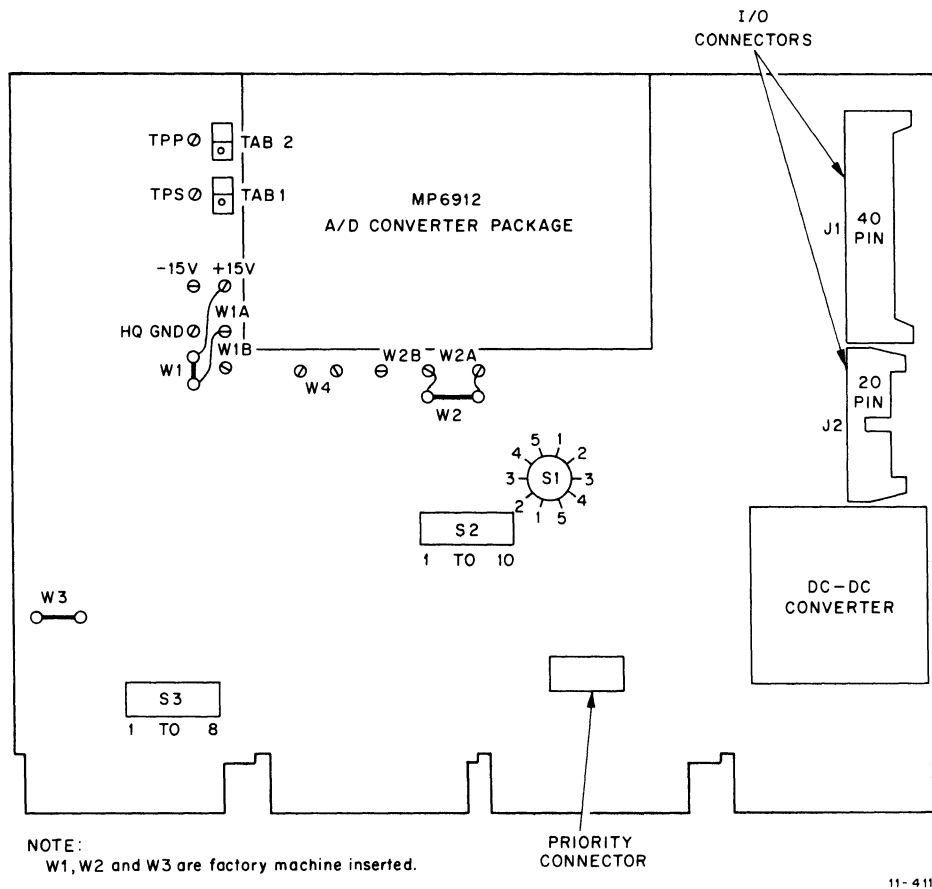 I/O
CONNECTORS
TPP
TAB 2
TPS
TAB1
MP6912
A/D CONVERTER PACKAGE
J1
40
PIN
-15V +15V
W1A
HQ GND
W1B
W1
W4
W2B W2A
W2
20
PIN
J2
5 1
4 2
3 S1 3
2 4
1 5
S2
1 TO 10
DC-DC
CONVERTER
W3
S3
1 TO 8
NOTE:
W1, W2 and W3 are factory machine inserted.
PRIORITY
CONNECTOR
11-411